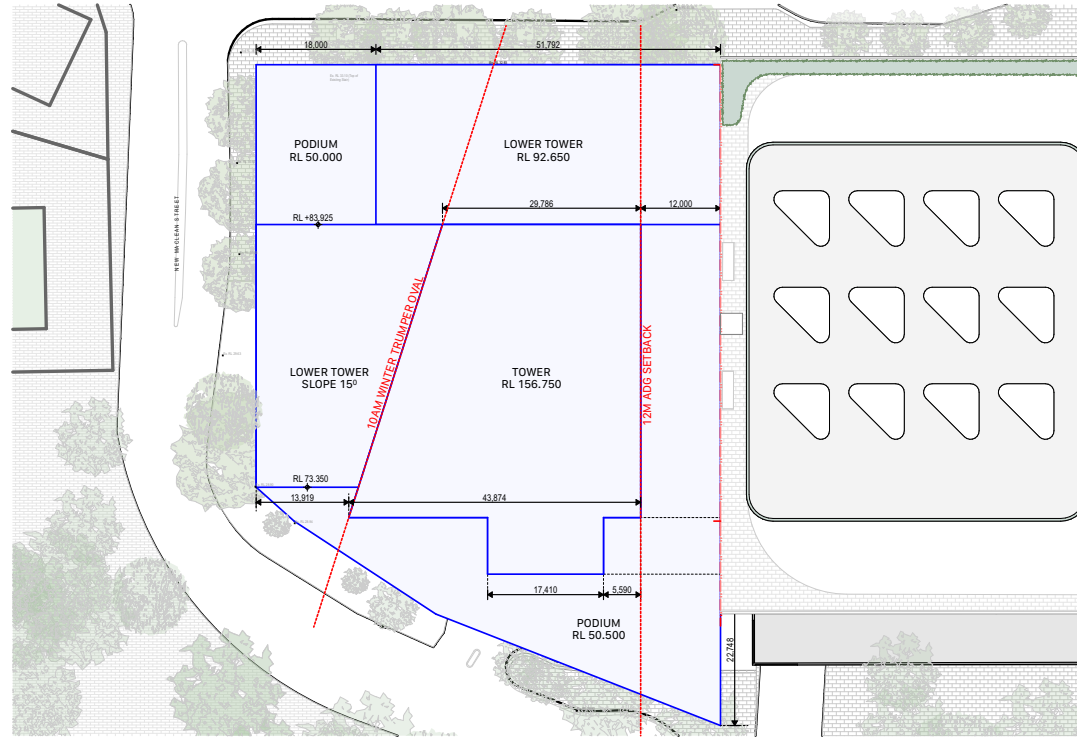 18,000
51,792
PODIUM
RL 50.000
LOWER TOWER
RL 92.650
29,786
12,000
RL +83,925
NEW MACLEAN STREET
10AM WINTER TRUMPER OVAL
12M ADG SETBACK
LOWER TOWER
SLOPE 15⁰
TOWER
RL 156.750
RL 73.350
13,919
43,874
17,410
5,590
PODIUM
RL 50.500
22,748